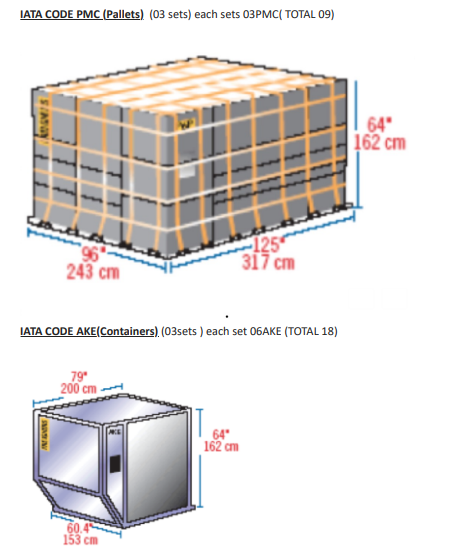 IATA CODE PMC (Pallets) (03 sets) each sets 03PMC( TOTAL 09)
64"
162 cm
96"
243 cm
125"
317 cm
.
IATA CODE AKE(Containers) (03sets ) each set 06AKE (TOTAL 18)
79"
200 cm
AKE
64"
162 cm
60.4"
153 cm